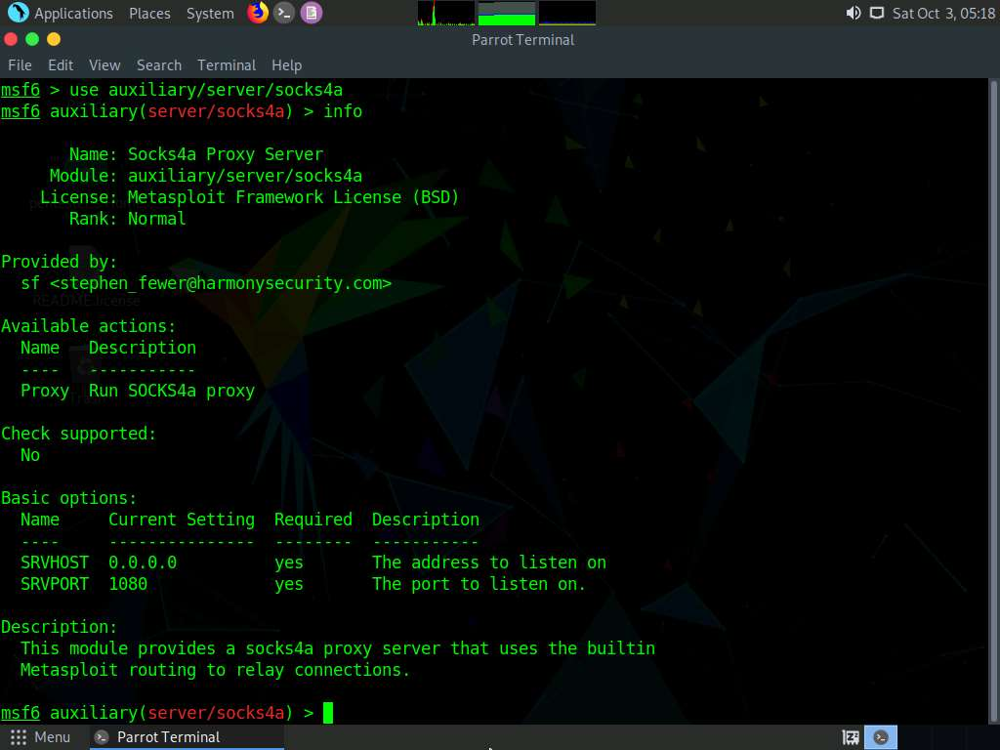 Applications Places System Sat Oct 3, 05:18
Parrot Terminal
File Edit View Search Terminal Help
msf6 > use auxiliary/server/socks4a
msf6 auxiliary(server/socks4a) > info
Name: Socks4a Proxy Server
Module: auxiliary/server/socks4a
License: Metasploit Framework License (BSD)
Rank: Normal
Provided by:
sf <stephen_fewer@harmonysecurity.com>
README.license
Available actions:
Name Description
---- -----------
Proxy Run SOCKS4a proxy
Check supported:
No
Basic options:
Name Current Setting Required Description
---- --------------- -------- -----------
SRVHOST 0.0.0.0 yes The address to listen on
SRVPORT 1080 yes The port to listen on.
Description:
This module provides a socks4a proxy server that uses the builtin
Metasploit routing to relay connections.
msf6 auxiliary(server/socks4a) >
Menu Parrot Terminal